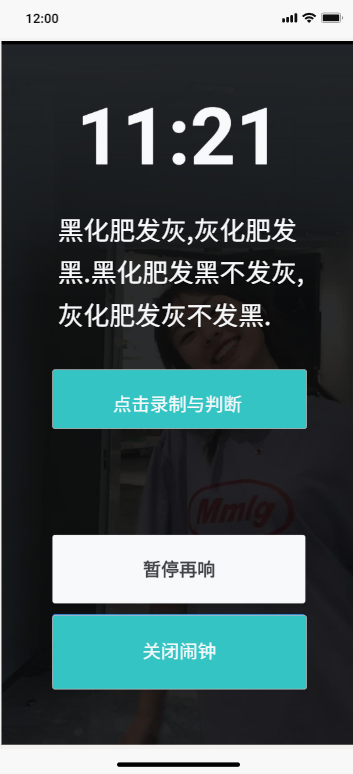 12:00
11:21
黑化肥发灰,灰化肥发
黑.黑化肥发黑不发灰,
灰化肥发灰不发黑.
点击录制与判断
Mmlg
暂停再响
关闭闹钟